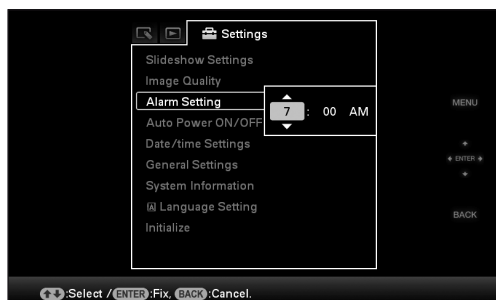 Settings
Slideshow Settings
Image Quality
Alarm Setting
7 : 00 AM
Auto Power ON/OFF
Date/time Settings
General Settings
System Information
A Language Setting
Initialize
MENU
ENTER
BACK
:Select / ENTER :Fix, BACK :Cancel.